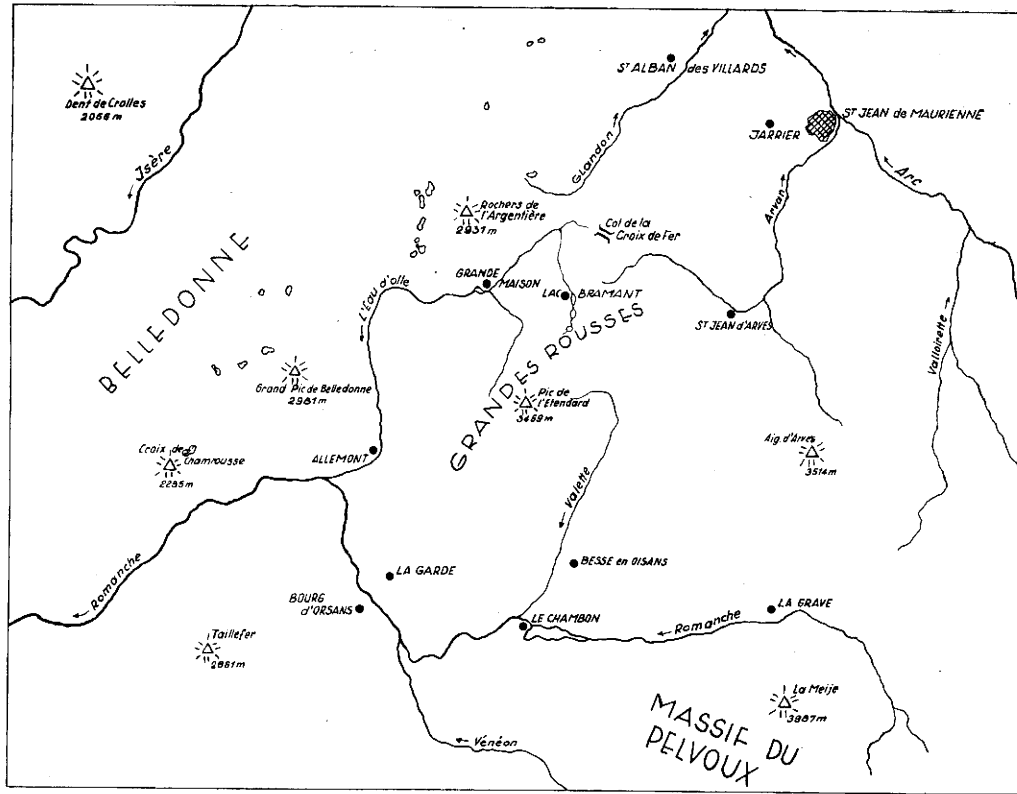 St ALBAN des VILLARDS
Dent de Crolles
2066 m
St JEAN de MAURIENNE
JARRIER
Isère
Glandon
Arc
Arvan
Rochers de
l'Argentière
2931 m
Col de la
Croix de Fer
GRANDE
MAISON
LAC BRAMANT
L'Eau d'olle
St JEAN d'ARVES
BELLEDONNE
GRANDES ROUSSES
Valloirette
Grand Pic de Belledonne
2981 m
Pic de
l'Etendard
3469 m
Croix de
Chamrousse
2255 m
ALLEMONT
Aig. d'Arves
3514 m
Valette
BESSE en OISANS
LA GARDE
Romanche
BOURG
d'ORSANS
LA GRAVE
LE CHAMBON
Romanche
Taillefer
2861 m
La Meije
3987 m
MASSIF DU
PELVOUX
Vénéon